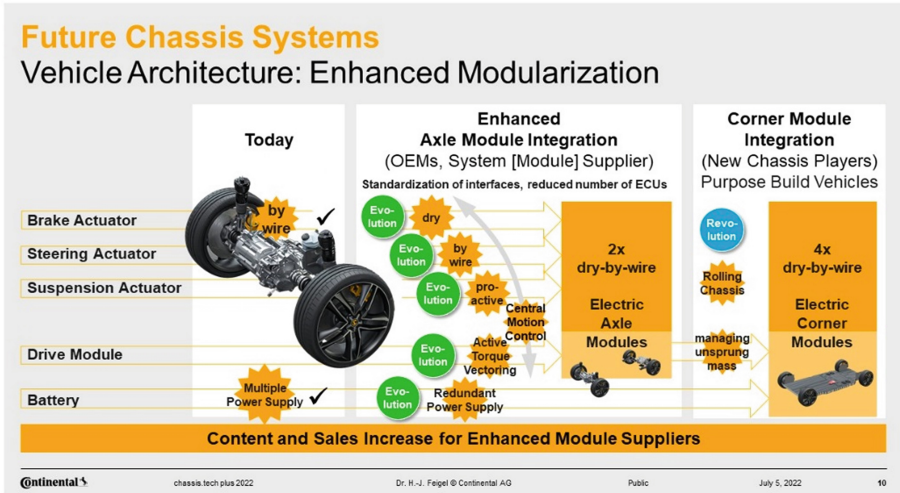 Future Chassis Systems
Vehicle Architecture: Enhanced Modularization
Today
Enhanced
Axle Module Integration
(OEMs, System [Module] Supplier)
Standardization of interfaces, reduced number of ECUs
Corner Module
Integration
(New Chassis Players)
Purpose Build Vehicles
Brake Actuator
Steering Actuator
Suspension Actuator
Drive Module
Battery
by
wire
✓
Multiple
Power Supply
✓
Evo-
lution
dry
Evo-
lution
by
wire
Evo-
lution
pro-
active
Central
Motion
Control
Evo-
lution
Active
Torque
Vectoring
Evo-
lution
Redundant
Power Supply
2x
dry-by-wire
Electric
Axle
Modules
Revo-
lution
Rolling
Chassis
managing
unsprung
mass
4x
dry-by-wire
Electric
Corner
Modules
Content and Sales Increase for Enhanced Module Suppliers
Continental
chassis.tech plus 2022
Dr. H.-J. Feigel © Continental AG
Public
July 5, 2022
10